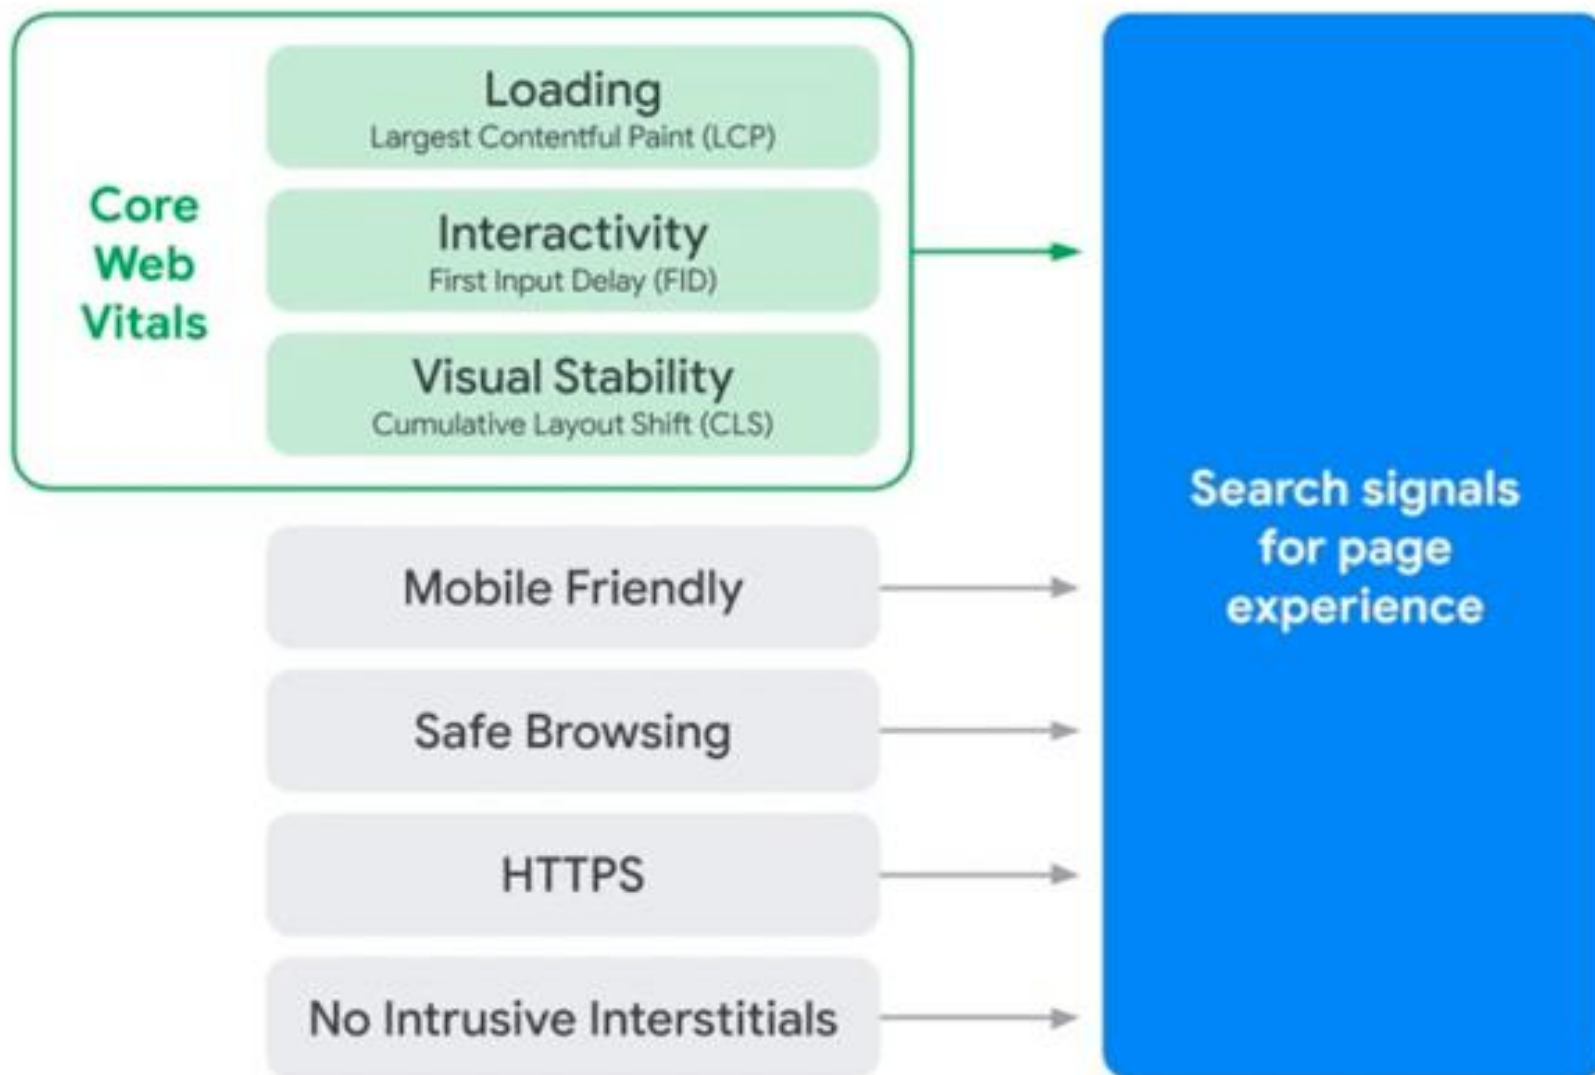 Core
Web
Vitals
Loading
Largest Contentful Paint (LCP)
Interactivity
First Input Delay (FID)
Visual Stability
Cumulative Layout Shift (CLS)
Mobile Friendly
Safe Browsing
HTTPS
No Intrusive Interstitials
Search signals
for page
experience